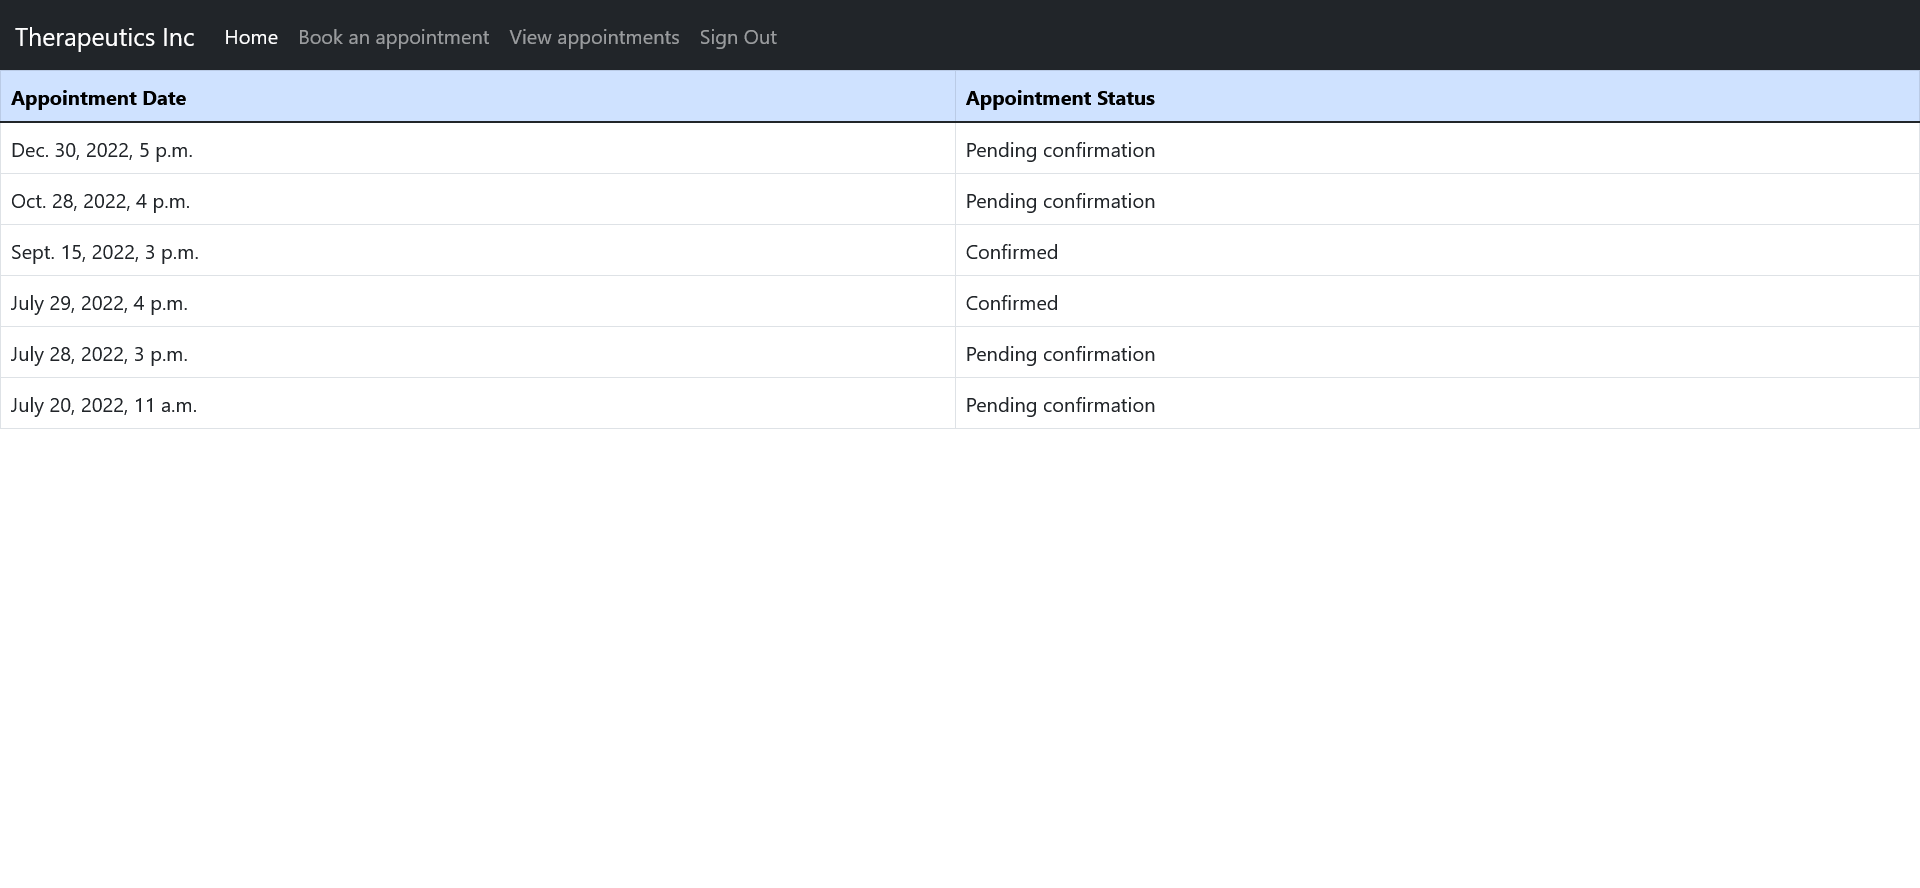 Therapeutics Inc Home Book an appointment View appointments Sign Out
Appointment Date Appointment Status
Dec. 30, 2022, 5 p.m. Pending confirmation
Oct. 28, 2022, 4 p.m. Pending confirmation
Sept. 15, 2022, 3 p.m. Confirmed
July 29, 2022, 4 p.m. Confirmed
July 28, 2022, 3 p.m. Pending confirmation
July 20, 2022, 11 a.m. Pending confirmation